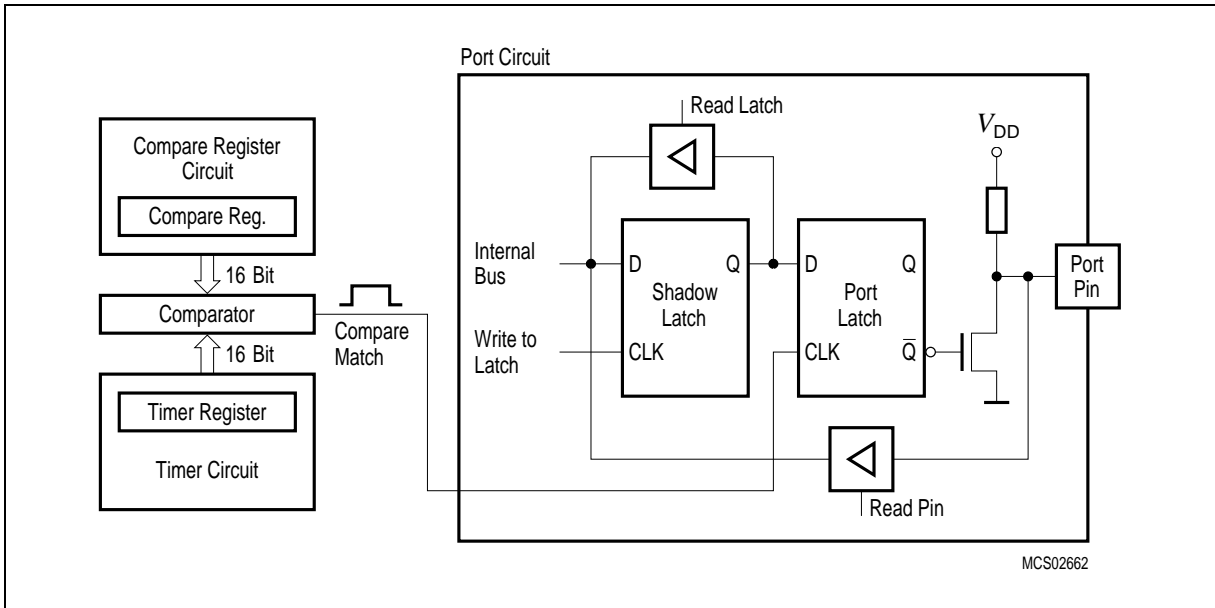 Port Circuit
Compare Register
Circuit
Compare Reg.
16 Bit
Comparator
16 Bit
Timer Register
Timer Circuit
Compare
Match
Read Latch
Internal
Bus
Write to
Latch
D
Q
Shadow
Latch
CLK
D
Q
Port
Latch
CLK
Q̅
VDD
Port
Pin
Read Pin
MCS02662